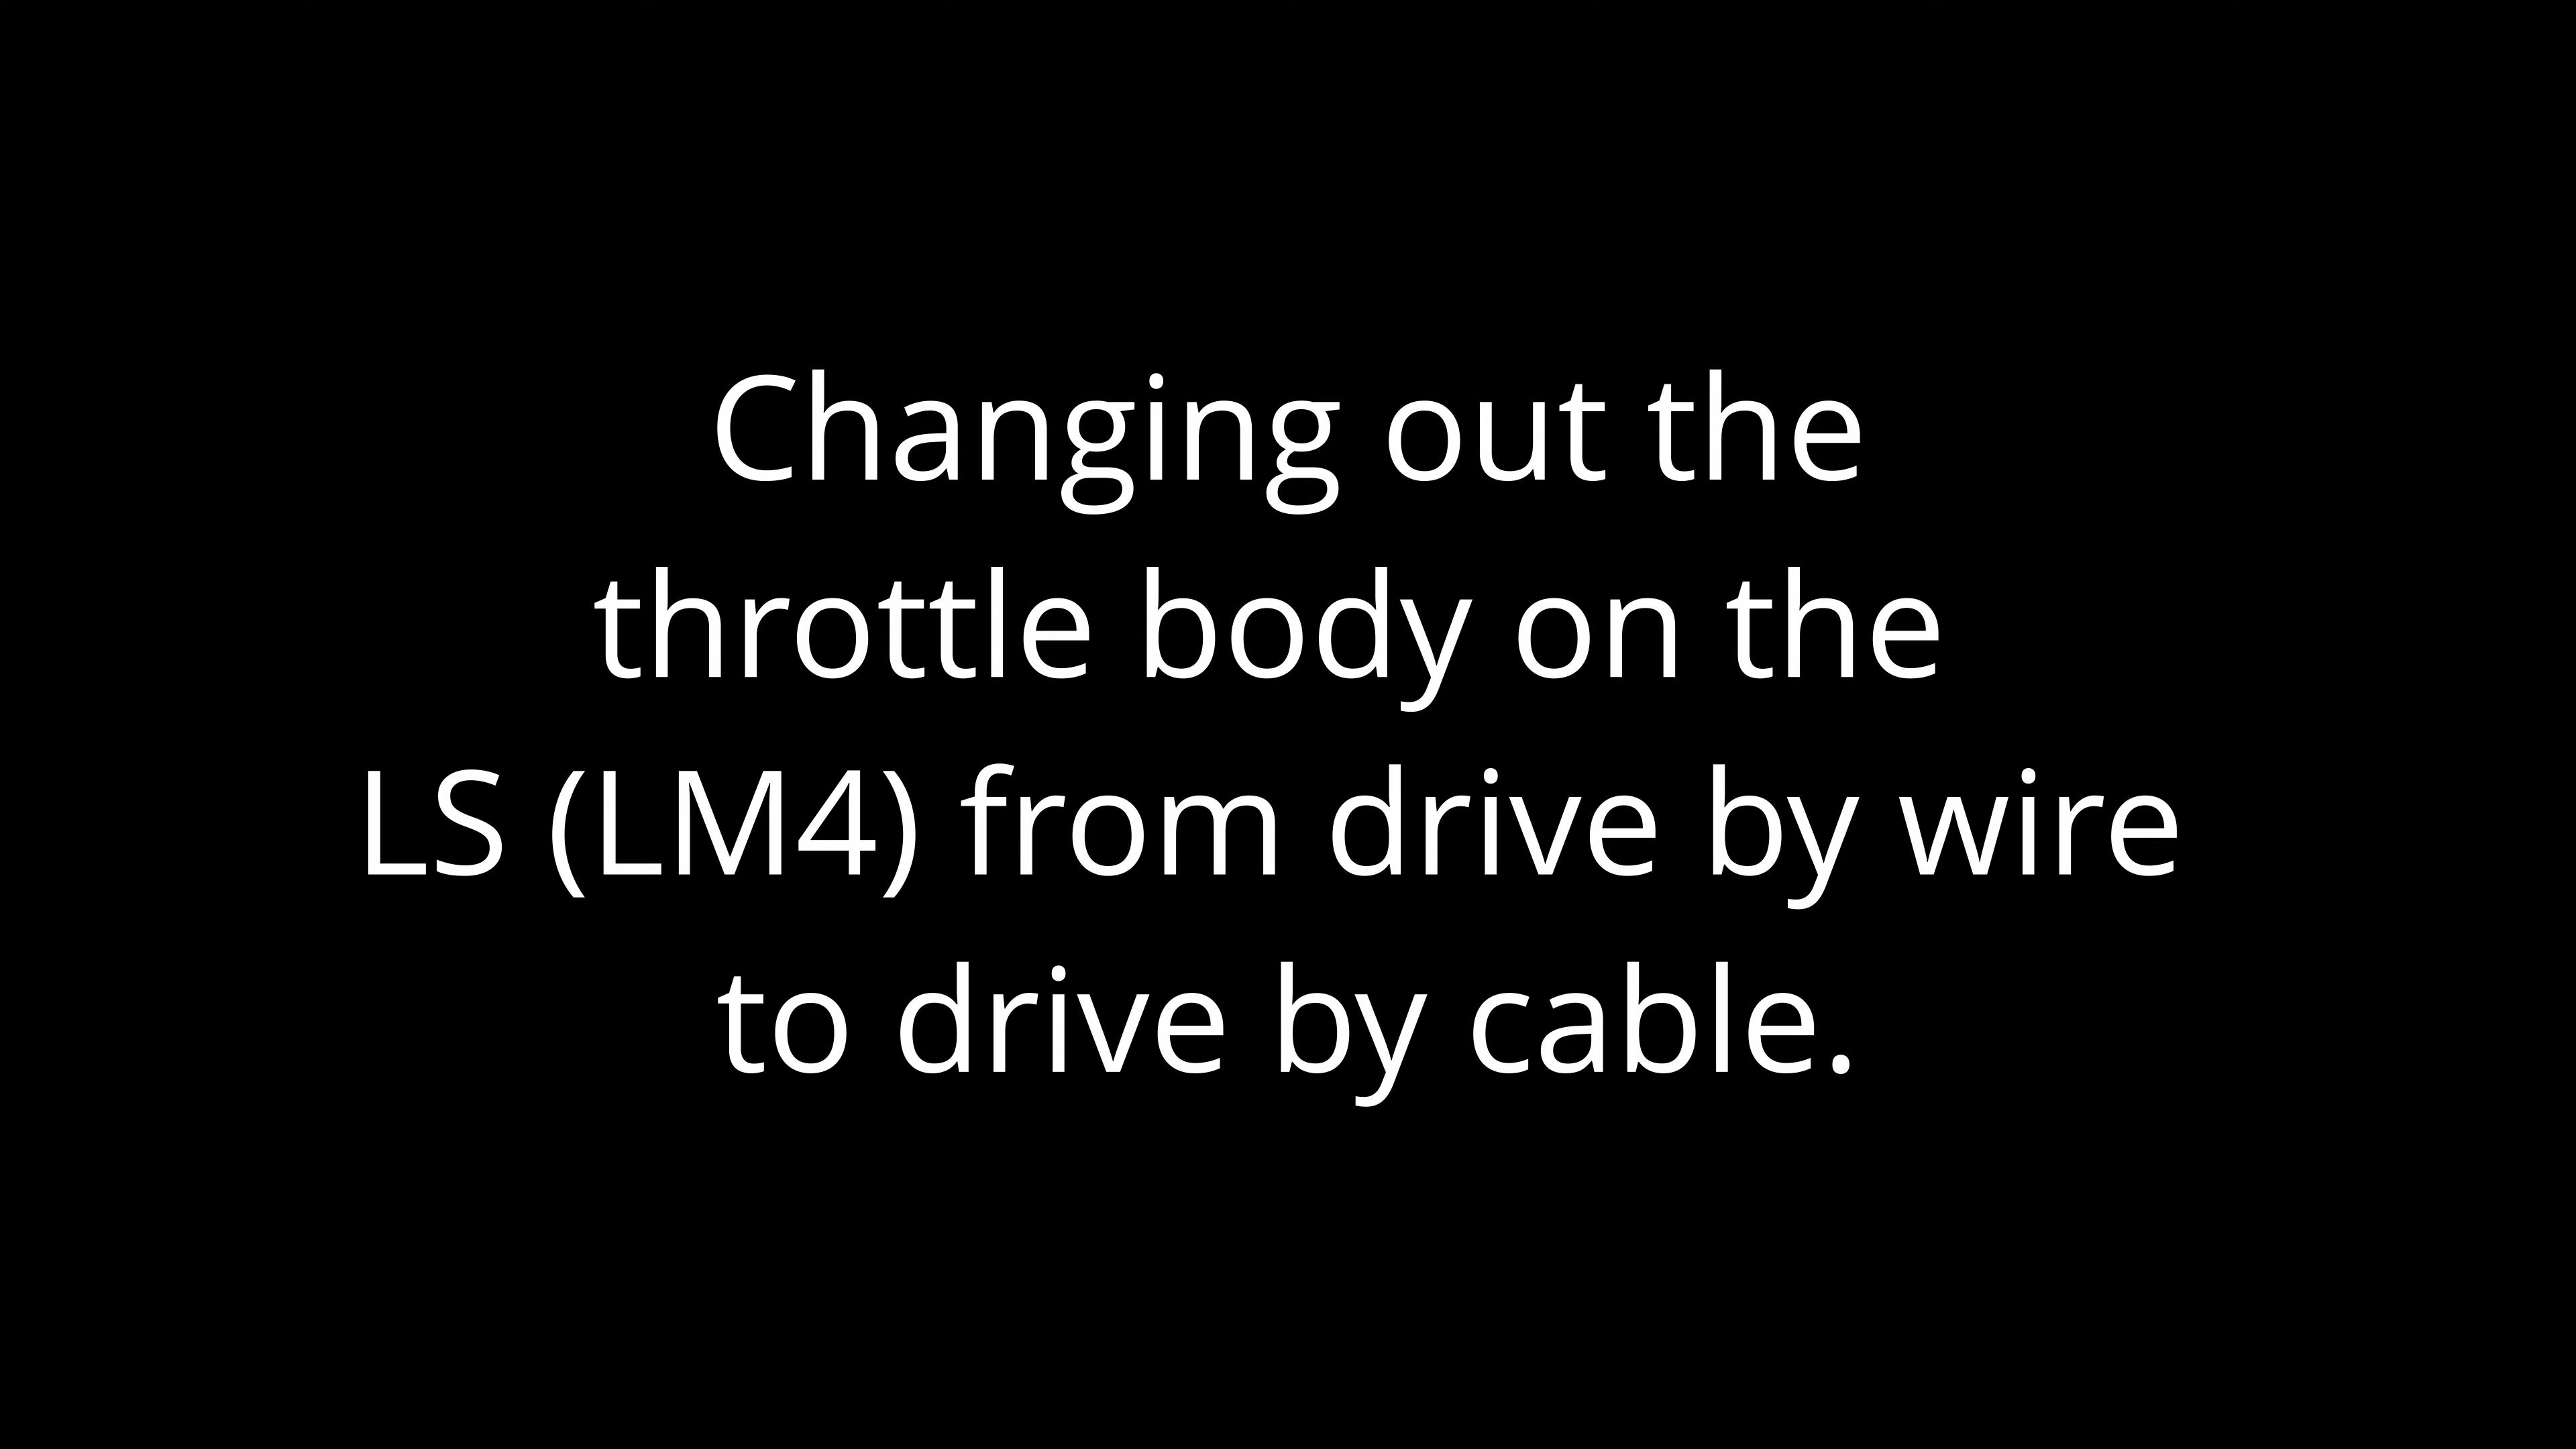 Changing out the
throttle body on the
LS (LM4) from drive by wire
to drive by cable.